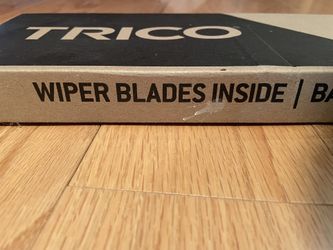 TRICO
WIPER BLADES INSIDE | BA